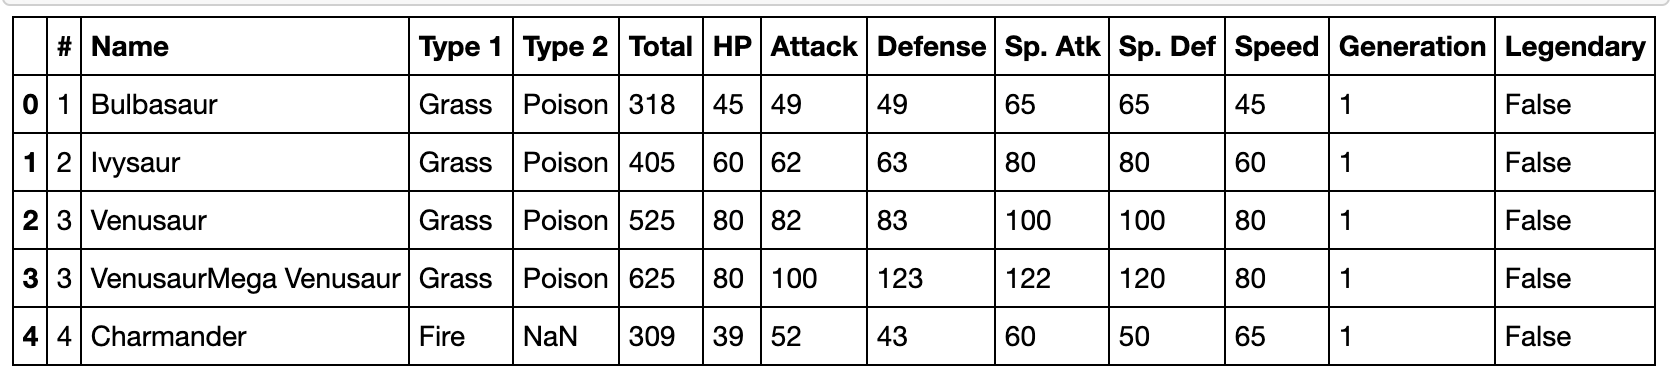 # Name Type 1 Type 2 Total HP Attack Defense Sp. Atk Sp. Def Speed Generation Legendary
0 1 Bulbasaur Grass Poison 318 45 49 49 65 65 45 1 False
1 2 Ivysaur Grass Poison 405 60 62 63 80 80 60 1 False
2 3 Venusaur Grass Poison 525 80 82 83 100 100 80 1 False
3 3 VenusaurMega Venusaur Grass Poison 625 80 100 123 122 120 80 1 False
4 4 Charmander Fire NaN 309 39 52 43 60 50 65 1 False